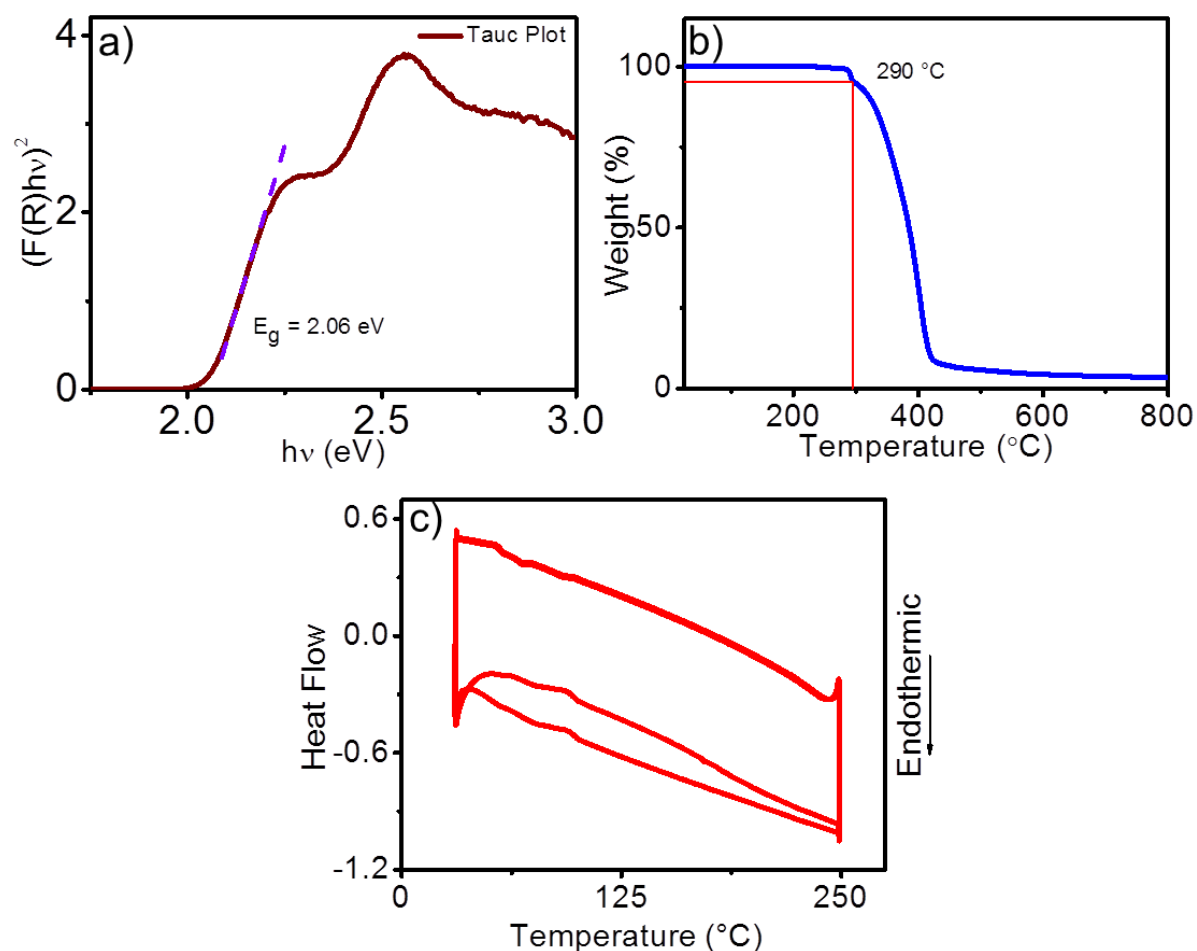 a)
Tauc Plot
4
2
0
(F(R)hν)²
E_g = 2.06 eV
2.0 2.5 3.0
hν (eV)
b)
290 °C
100
50
0
Weight (%)
200 400 600 800
Temperature (°C)
c)
0.6
0.0
-0.6
-1.2
Heat Flow
Endothermic
0 125 250
Temperature (°C)